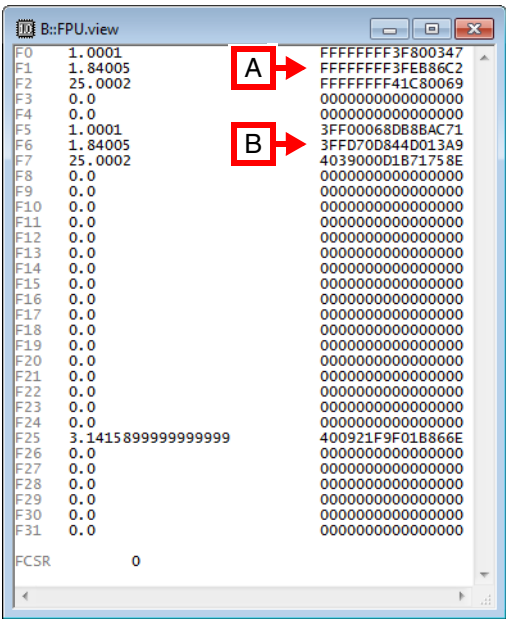 B::FPU.view
F0 1.0001 FFFFFFFF3F800347
F1 1.84005 A FFFFFFFF3FEB86C2
F2 25.0002 FFFFFFFF41C80069
F3 0.0 0000000000000000
F4 0.0 0000000000000000
F5 1.0001 3FF00068DB8BAC71
F6 1.84005 B 3FFD70D844D013A9
F7 25.0002 4039000D1B71758E
F8 0.0 0000000000000000
F9 0.0 0000000000000000
F10 0.0 0000000000000000
F11 0.0 0000000000000000
F12 0.0 0000000000000000
F13 0.0 0000000000000000
F14 0.0 0000000000000000
F15 0.0 0000000000000000
F16 0.0 0000000000000000
F17 0.0 0000000000000000
F18 0.0 0000000000000000
F19 0.0 0000000000000000
F20 0.0 0000000000000000
F21 0.0 0000000000000000
F22 0.0 0000000000000000
F23 0.0 0000000000000000
F24 0.0 0000000000000000
F25 3.1415899999999999 400921F9F01B866E
F26 0.0 0000000000000000
F27 0.0 0000000000000000
F28 0.0 0000000000000000
F29 0.0 0000000000000000
F30 0.0 0000000000000000
F31 0.0 0000000000000000
FCSR 0